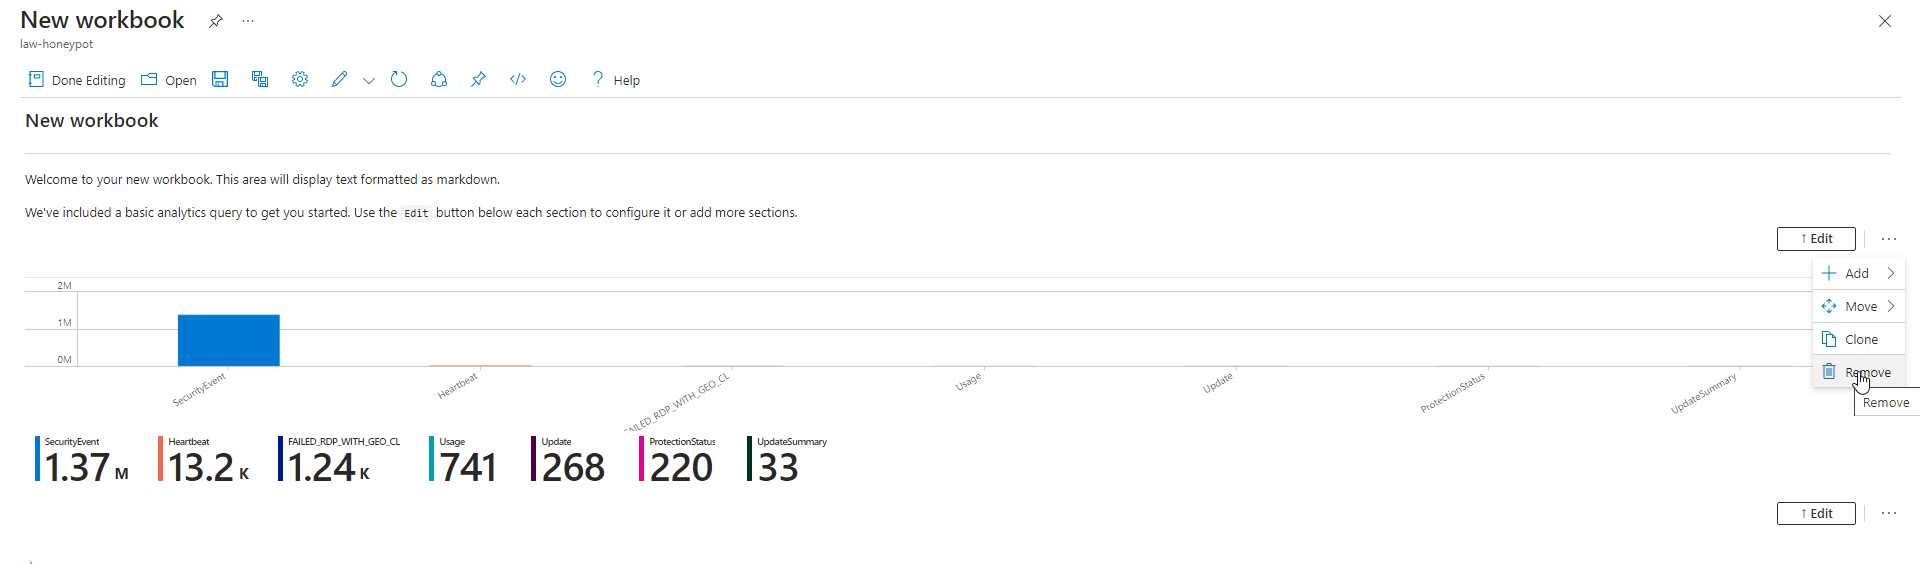 New workbook
law-honeypot
Done Editing
Open
Help
New workbook
Welcome to your new workbook. This area will display text formatted as markdown.
We've included a basic analytics query to get you started. Use the Edit button below each section to configure it or add more sections.
↑ Edit
Add
Move
Clone
Remove
Remove
2M
1M
0M
SecurityEvent
Heartbeat
FAILED_RDP_WITH_GEO_CL
Usage
Update
ProtectionStatus
UpdateSummary
SecurityEvent
1.37 M
Heartbeat
13.2 K
FAILED_RDP_WITH_GEO_CL
1.24 K
Usage
741
Update
268
ProtectionStatus
220
UpdateSummary
33
↑ Edit